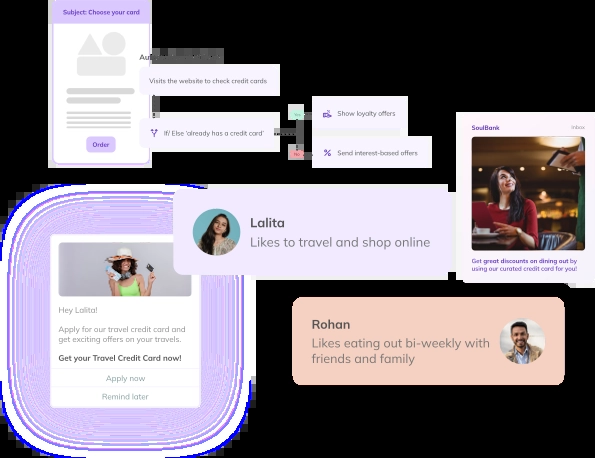 Subject: Choose your card
Visits the website to check credit cards
If/ Else 'already has a credit card'
Order
Show loyalty offers
No
Send interest-based offers
SoulBank
Inbox
Get great discounts on dining out by
using our curated credit card for you!
Lalita
Likes to travel and shop online
Hey Lalita!
Apply for our travel credit card and
get exciting offers on your travels.
Get your Travel Credit Card now!
Apply now
Remind later
Rohan
Likes eating out bi-weekly with
friends and family